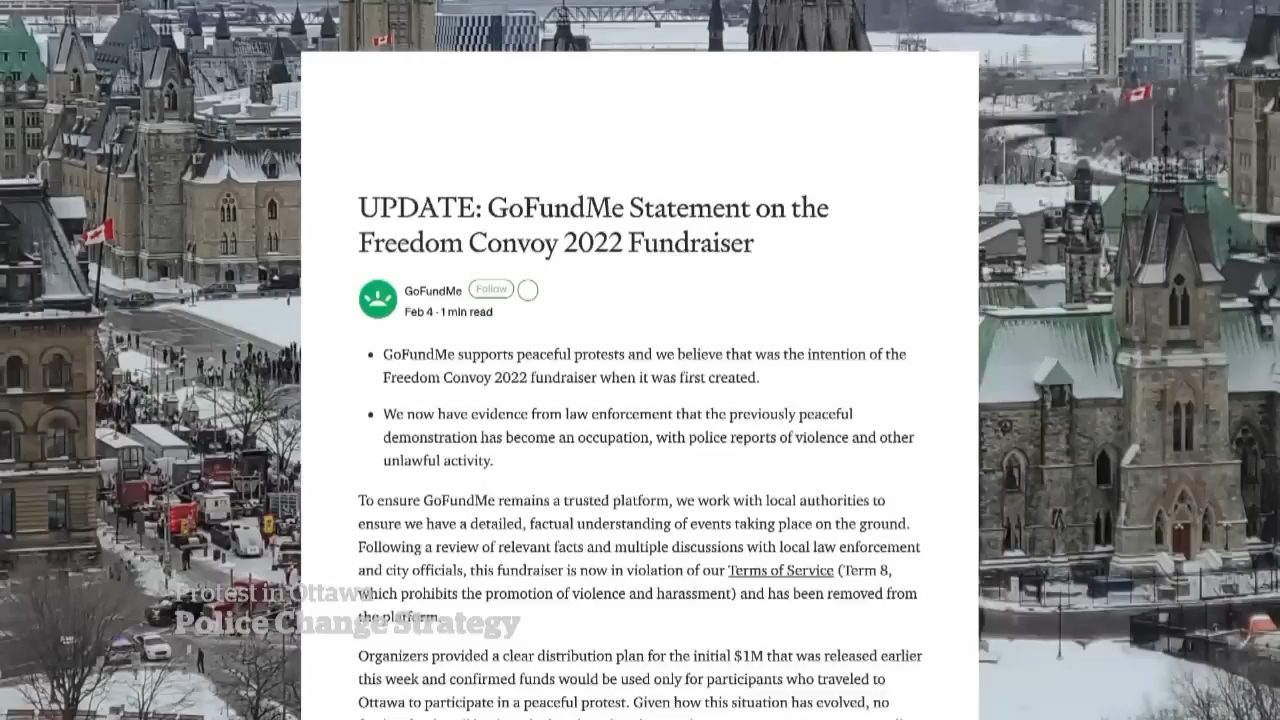 UPDATE: GoFundMe Statement on the
Freedom Convoy 2022 Fundraiser
GoFundMe Follow
Feb 4 · 1 min read
• GoFundMe supports peaceful protests and we believe that was the intention of the
Freedom Convoy 2022 fundraiser when it was first created.
• We now have evidence from law enforcement that the previously peaceful
demonstration has become an occupation, with police reports of violence and other
unlawful activity.
To ensure GoFundMe remains a trusted platform, we work with local authorities to
ensure we have a detailed, factual understanding of events taking place on the ground.
Following a review of relevant facts and multiple discussions with local law enforcement
and city officials, this fundraiser is now in violation of our Terms of Service (Term 8,
which prohibits the promotion of violence and harassment) and has been removed from
the platform.
Protest in Ottawa
Police Change Strategy
Organizers provided a clear distribution plan for the initial $1M that was released earlier
this week and confirmed funds would be used only for participants who traveled to
Ottawa to participate in a peaceful protest. Given how this situation has evolved, no